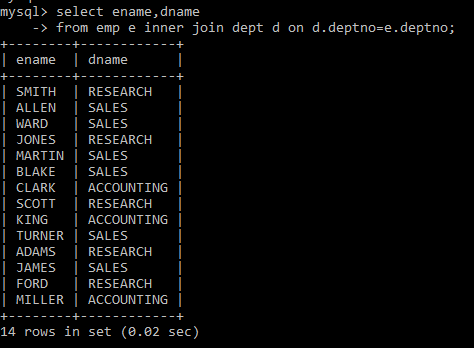 mysql> select ename,dname
    -> from emp e inner join dept d on d.deptno=e.deptno;
+--------+------------+
| ename  | dname      |
+--------+------------+
| SMITH  | RESEARCH   |
| ALLEN  | SALES      |
| WARD   | SALES      |
| JONES  | RESEARCH   |
| MARTIN | SALES      |
| BLAKE  | SALES      |
| CLARK  | ACCOUNTING |
| SCOTT  | RESEARCH   |
| KING   | ACCOUNTING |
| TURNER | SALES      |
| ADAMS  | RESEARCH   |
| JAMES  | SALES      |
| FORD   | RESEARCH   |
| MILLER | ACCOUNTING |
+--------+------------+
14 rows in set (0.02 sec)